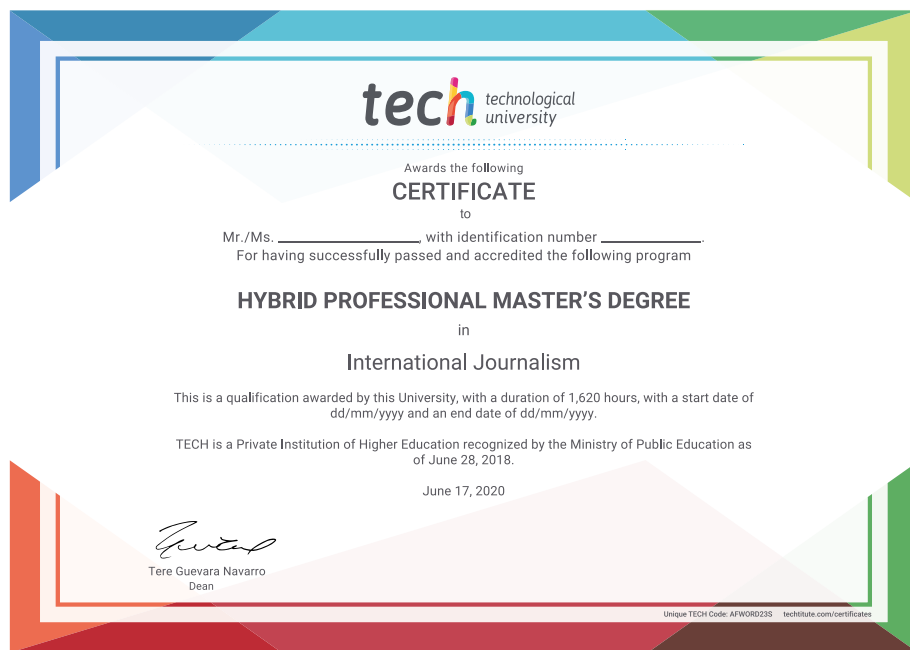 tech technological
university
Awards the following
CERTIFICATE
to
Mr./Ms. ____________, with identification number _________.
For having successfully passed and accredited the following program
HYBRID PROFESSIONAL MASTER’S DEGREE
in
International Journalism
This is a qualification awarded by this University, with a duration of 1,620 hours, with a start date of
dd/mm/yyyy and an end date of dd/mm/yyyy.
TECH is a Private Institution of Higher Education recognized by the Ministry of Public Education as
of June 28, 2018.
June 17, 2020
Tere Guevara Navarro
Dean
Unique TECH Code: AFWORD23S techtitute.com/certificates